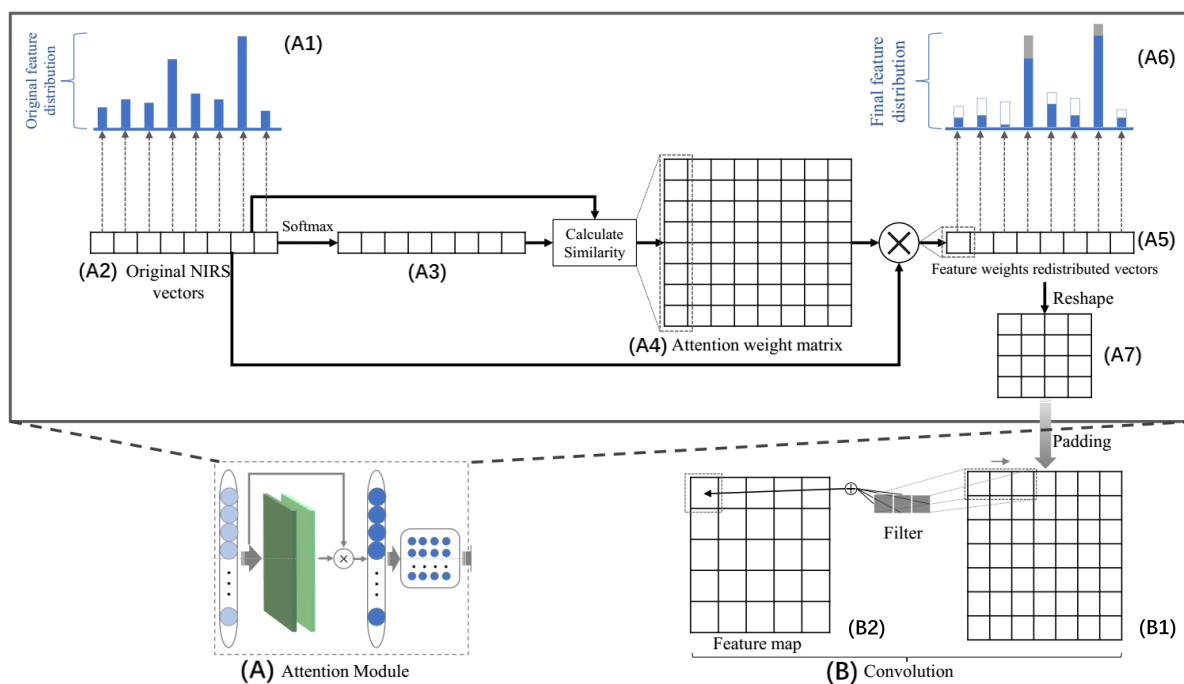 Original feature
distribution
(A1)
Final feature
distribution
(A6)
Softmax
Calculate
Similarity
(A2) Original NIRS
vectors
(A3)
(A5)
Feature weights redistributed vectors
Reshape
(A4) Attention weight matrix
(A7)
Padding
Filter
(B2)
(B1)
Feature map
(A) Attention Module
(B) Convolution